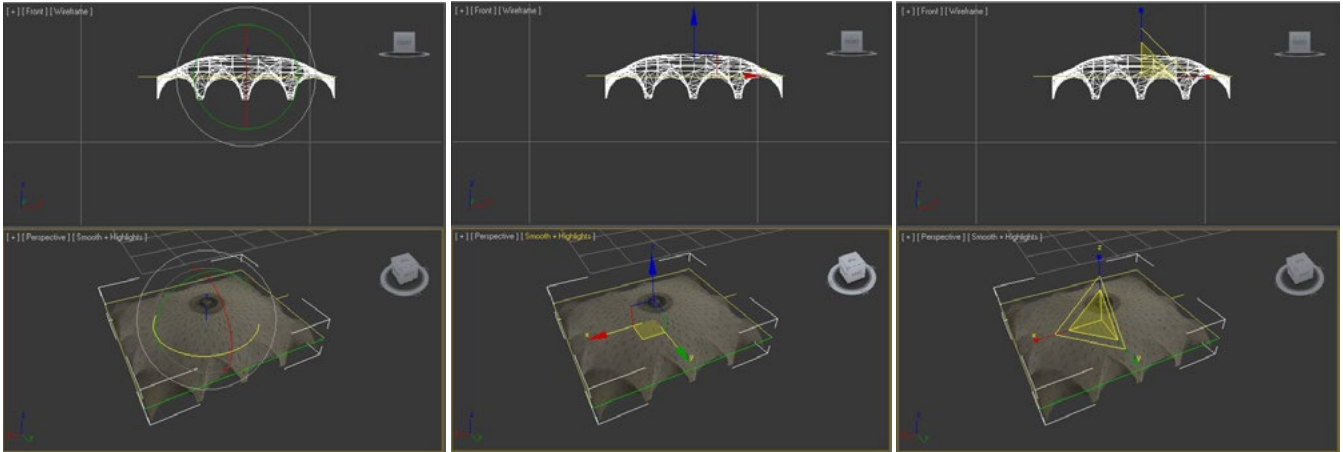 [ + ] [ Front ] [ Wireframe ]
[ + ] [ Front ] [ Wireframe ]
[ + ] [ Front ] [ Wireframe ]
[ + ] [ Perspective ] [ Smooth + Highlights ]
[ + ] [ Perspective ] [ Smooth + Highlights ]
[ + ] [ Perspective ] [ Smooth + Highlights ]
x
y
z
x
y